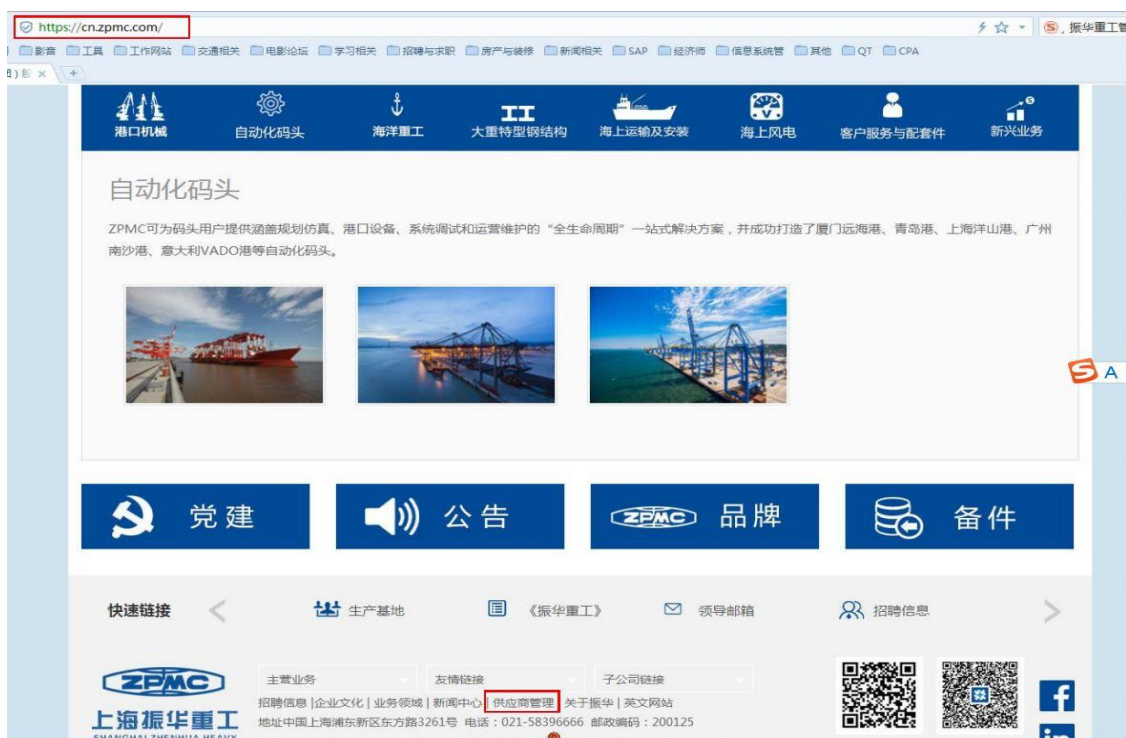 https://cn.zpmc.com/
振华重工管
影音 工具 工作网站 交通相关 电影论坛 学习相关 招聘与求职 房产与装修 新闻相关 SAP 经济师 信息系统管 其他 QT CPA
港口机械 自动化码头 海洋重工 大重特型钢结构 海上运输及安装 海上风电 客户服务与配套件 新兴业务
自动化码头
ZPMC可为码头用户提供涵盖规划仿真、港口设备、系统调试和运营维护的“全生命周期”一站式解决方案，并成功打造了厦门远海港、青岛港、上海洋山港、广州
南沙港、意大利VADO港等自动化码头。
S A
党建 公告 ZPMC 品牌 备件
快速链接 生产基地 《振华重工》 领导邮箱 招聘信息
ZPMC
主营业务 友情链接 子公司链接
招聘信息 |企业文化 | 业务领域 | 新闻中心 | 供应商管理 | 关于振华 | 英文网站
上海振华重工
地址中国上海浦东新区东方路3261号 电话：021-58396666 邮政编码：200125
SHANGHAI ZHENHUA HEAVY
f
in